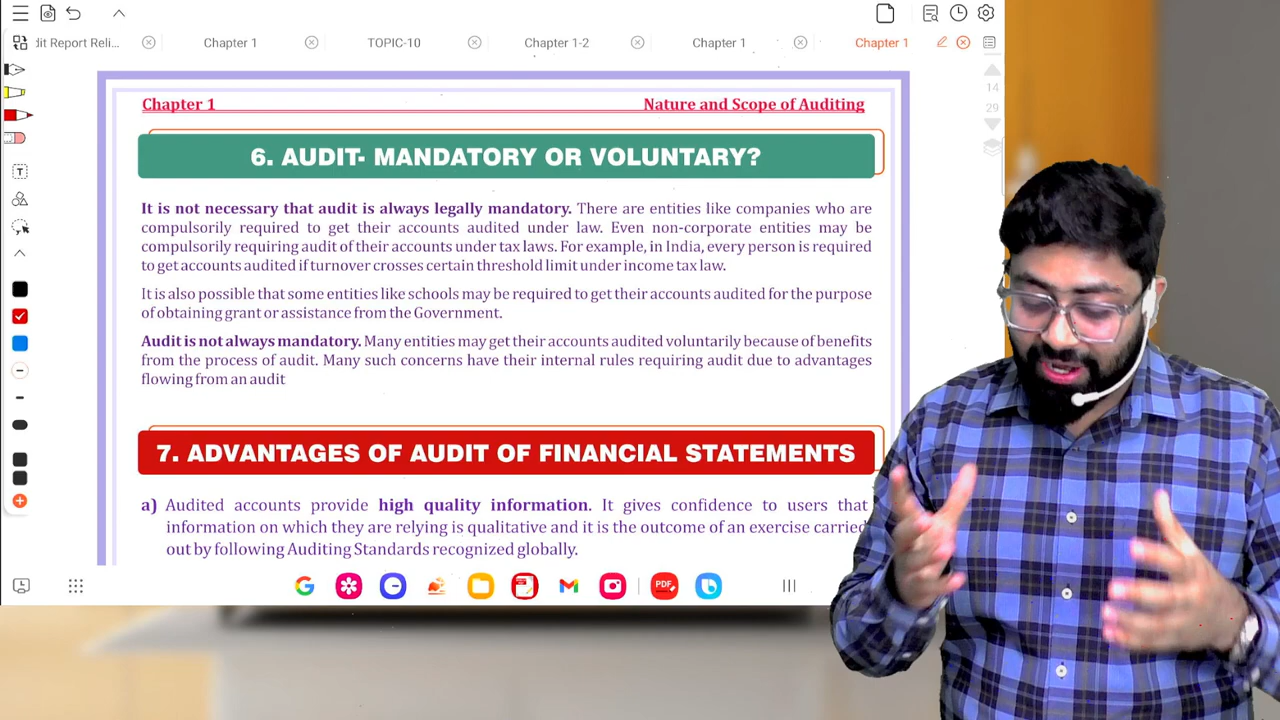 dit Report Reli...
Chapter 1
TOPIC-10
Chapter 1-2
Chapter 1
Chapter 1
14
29
T
Chapter 1 Nature and Scope of Auditing
6. AUDIT- MANDATORY OR VOLUNTARY?
It is not necessary that audit is always legally mandatory. There are entities like companies who are
compulsorily required to get their accounts audited under law. Even non-corporate entities may be
compulsorily requiring audit of their accounts under tax laws. For example, in India, every person is required
to get accounts audited if turnover crosses certain threshold limit under income tax law.
It is also possible that some entities like schools may be required to get their accounts audited for the purpose
of obtaining grant or assistance from the Government.
Audit is not always mandatory. Many entities may get their accounts audited voluntarily because of benefits
from the process of audit. Many such concerns have their internal rules requiring audit due to advantages
flowing from an audit
7. ADVANTAGES OF AUDIT OF FINANCIAL STATEMENTS
a) Audited accounts provide high quality information. It gives confidence to users that
information on which they are relying is qualitative and it is the outcome of an exercise carried
out by following Auditing Standards recognized globally.
PDF